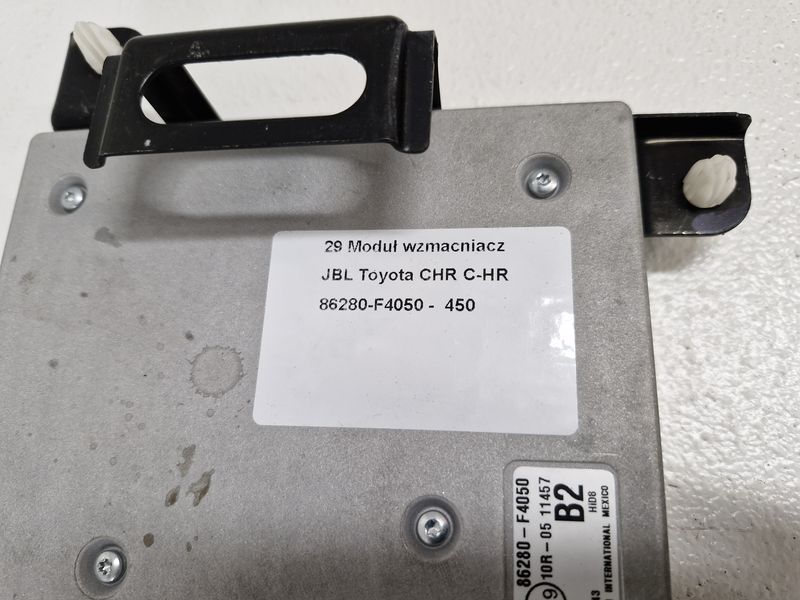 29 Moduł wzmacniacz
JBL Toyota CHR C-HR
86280-F4050 - 450
86280-F4050
10R-05 11457
B2
HiD8
INTERNATIONAL MEXICO